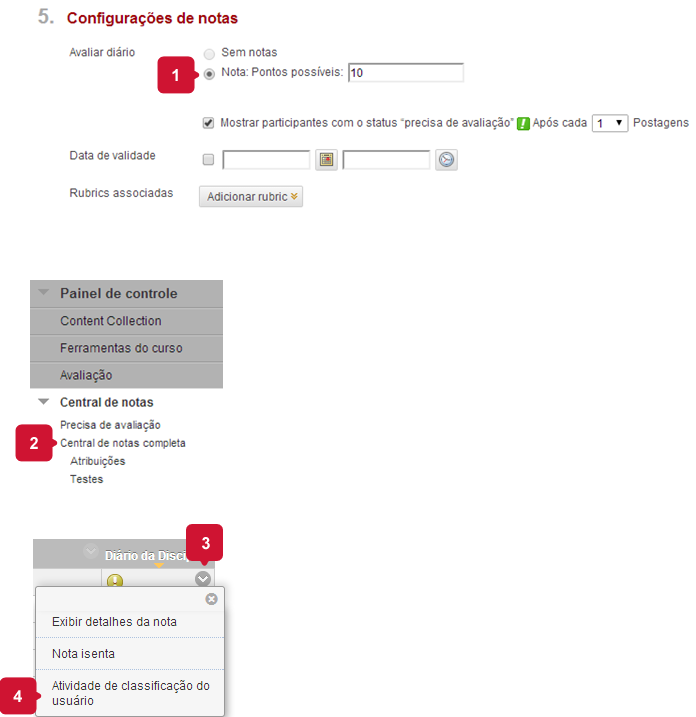 5. Configurações de notas
Avaliar diário
Sem notas
1
Nota: Pontos possíveis: 10
Mostrar participantes com o status "precisa de avaliação" ! Após cada 1 Postagens
Data de validade
Rubrics associadas
Adicionar rubric
Painel de controle
Content Collection
Ferramentas do curso
Avaliação
Central de notas
Precisa de avaliação
2
Central de notas completa
Atribuições
Testes
3
Diário da
Exibir detalhes da nota
Nota isenta
4
Atividade de classificação do
usuário